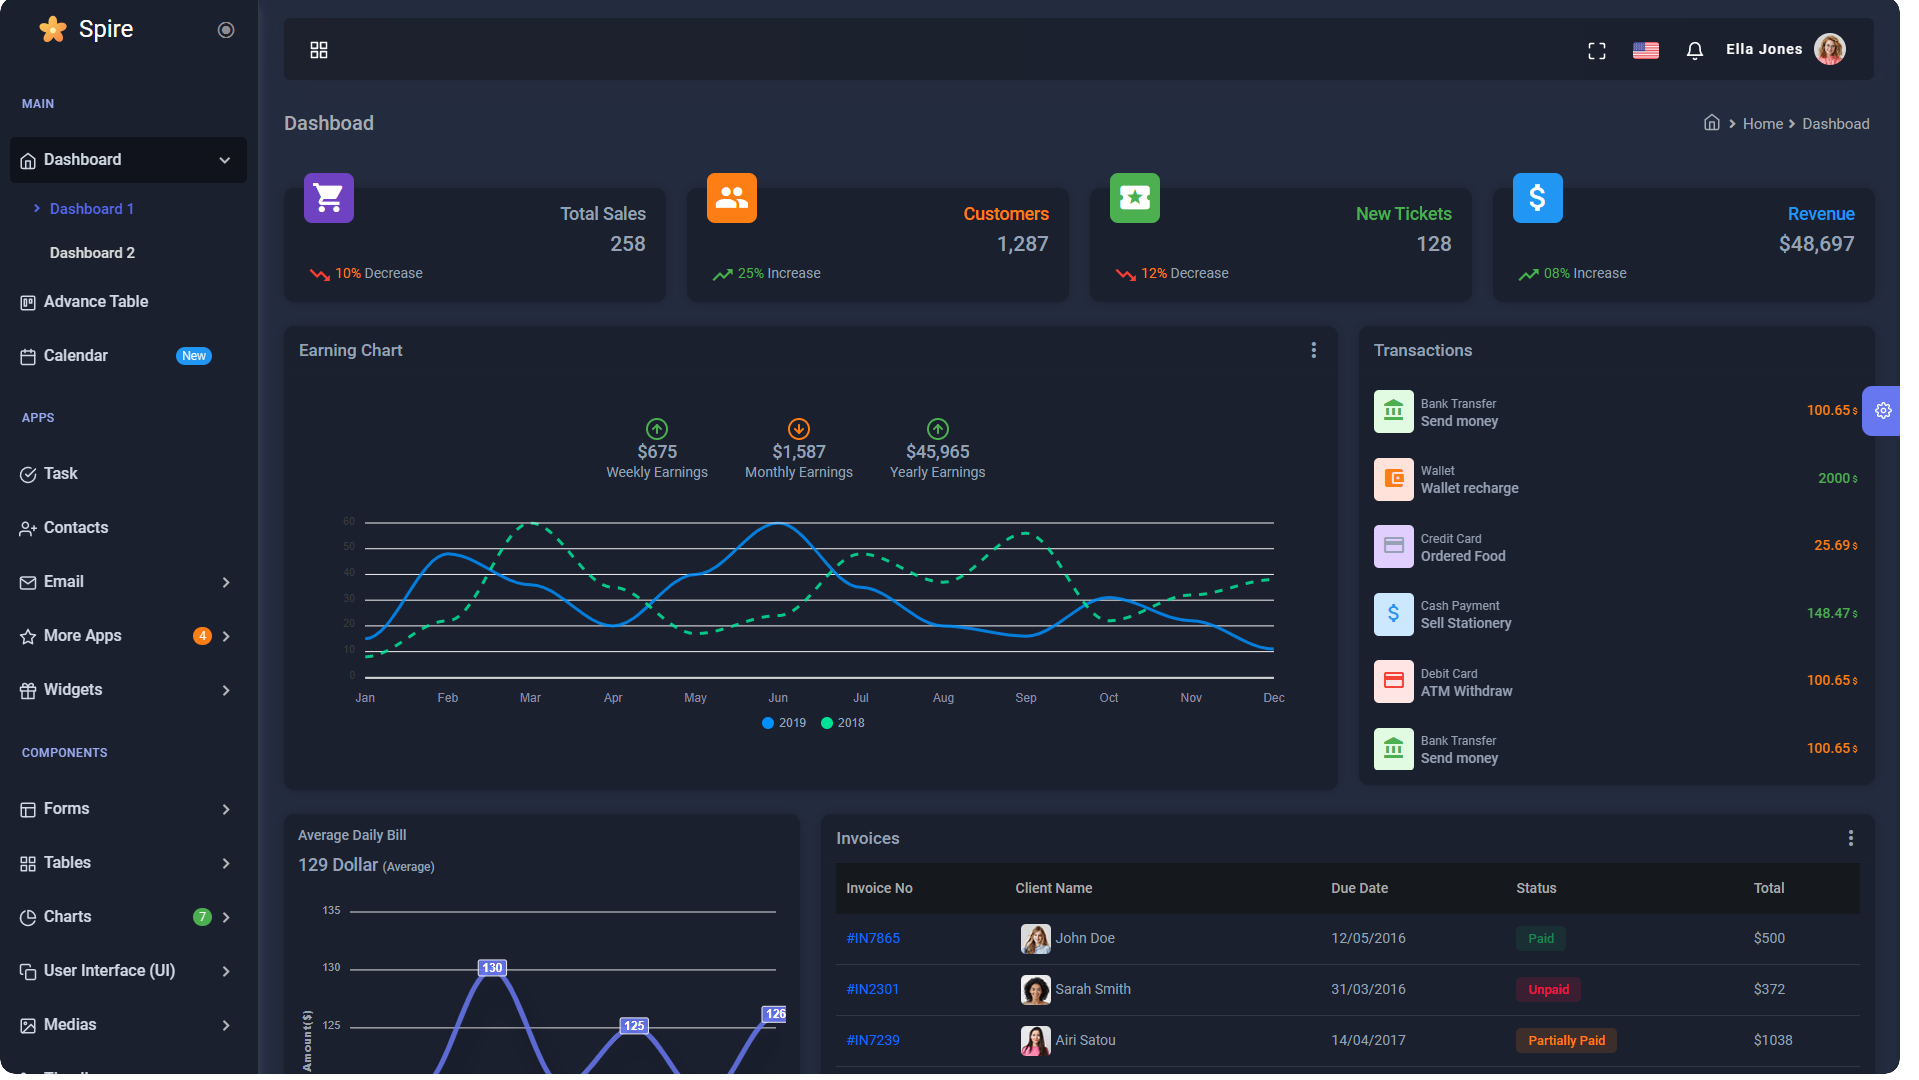 Spire
MAIN
Dashboard
Dashboard 1
Dashboard 2
Advance Table
Calendar New
APPS
Task
Contacts
Email
More Apps 4
Widgets
COMPONENTS
Forms
Tables
Charts 7
User Interface (UI)
Medias
Ella Jones
Dashboad
Home Dashboad
Total Sales
258
10% Decrease
Customers
1,287
25% Increase
New Tickets
128
12% Decrease
Revenue
$48,697
08% Increase
Earning Chart
$675
Weekly Earnings
$1,587
Monthly Earnings
$45,965
Yearly Earnings
60
50
40
30
20
10
0
Jan Feb Mar Apr May Jun Jul Aug Sep Oct Nov Dec
2019 2018
Transactions
Bank Transfer
Send money
100.65 $
Wallet
Wallet recharge
2000 $
Credit Card
Ordered Food
25.69 $
Cash Payment
Sell Stationery
148.47 $
Debit Card
ATM Withdraw
100.65 $
Bank Transfer
Send money
100.65 $
Average Daily Bill
129 Dollar (Average)
135
130
125
Amount($)
130
125
126
Invoices
Invoice No Client Name Due Date Status Total
#IN7865 John Doe 12/05/2016 Paid $500
#IN2301 Sarah Smith 31/03/2016 Unpaid $372
#IN7239 Airi Satou 14/04/2017 Partially Paid $1038